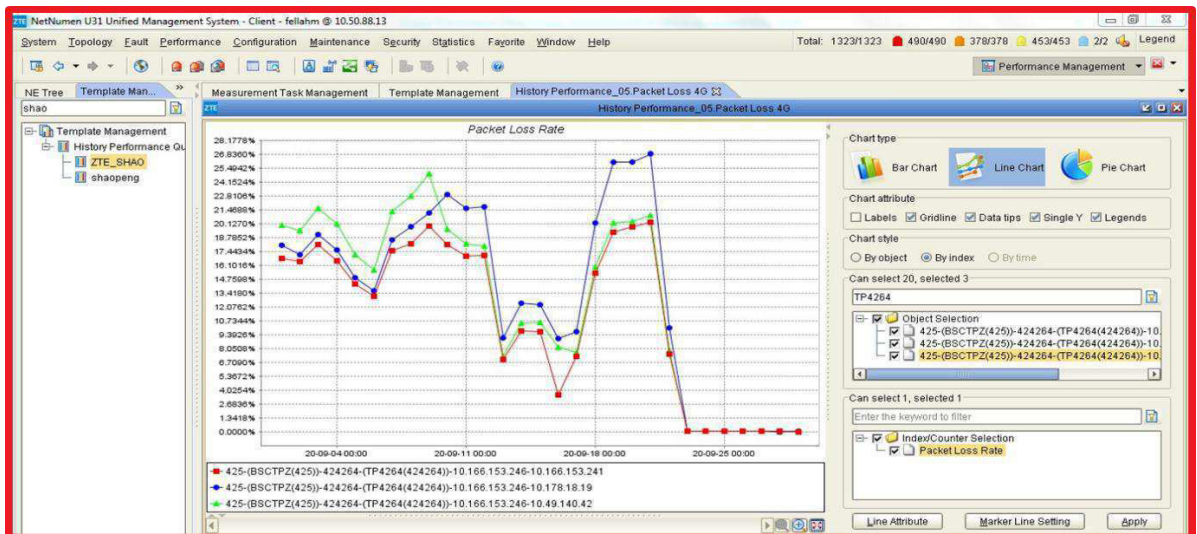 ZTE NetNumen U31 Unified Management System - Client - fellahm @ 10.50.88.13
System Topology Fault Performance Configuration Maintenance Security Statistics Favorite Window Help
Total: 1323/1323 490/490 378/378 453/453 2/2 Legend
Performance Management
NE Tree Template Man... »
Measurement Task Management Template Management History Performance_05.Packet Loss 4G
shao
ZTE History Performance_05.Packet Loss 4G
Template Management
History Performance Qu
ZTE_SHAO
shaopeng
Packet Loss Rate
28.1778%
26.8360%
25.4942%
24.1524%
22.8106%
21.4688%
20.1270%
18.7852%
17.4434%
16.1016%
14.7598%
13.4180%
12.0762%
10.7344%
9.3926%
8.0508%
6.7090%
5.3672%
4.0254%
2.6836%
1.3418%
0.0000%
20-09-04 00:00 20-09-11 00:00 20-09-18 00:00 20-09-25 00:00
425-(BSCTPZ(425))-424264-(TP4264(424264))-10.166.153.246-10.166.153.241
425-(BSCTPZ(425))-424264-(TP4264(424264))-10.166.153.246-10.178.18.19
425-(BSCTPZ(425))-424264-(TP4264(424264))-10.166.153.246-10.49.140.42
Chart type
Bar Chart Line Chart Pie Chart
Chart attribute
Labels Gridline Data tips Single Y Legends
Chart style
By object By index By time
Can select 20, selected 3
TP4264
Object Selection
425-(BSCTPZ(425))-424264-(TP4264(424264))-10.
425-(BSCTPZ(425))-424264-(TP4264(424264))-10.
425-(BSCTPZ(425))-424264-(TP4264(424264))-10.
Can select 1, selected 1
Enter the keyword to filter
Index/Counter Selection
Packet Loss Rate
Line Attribute Marker Line Setting Apply